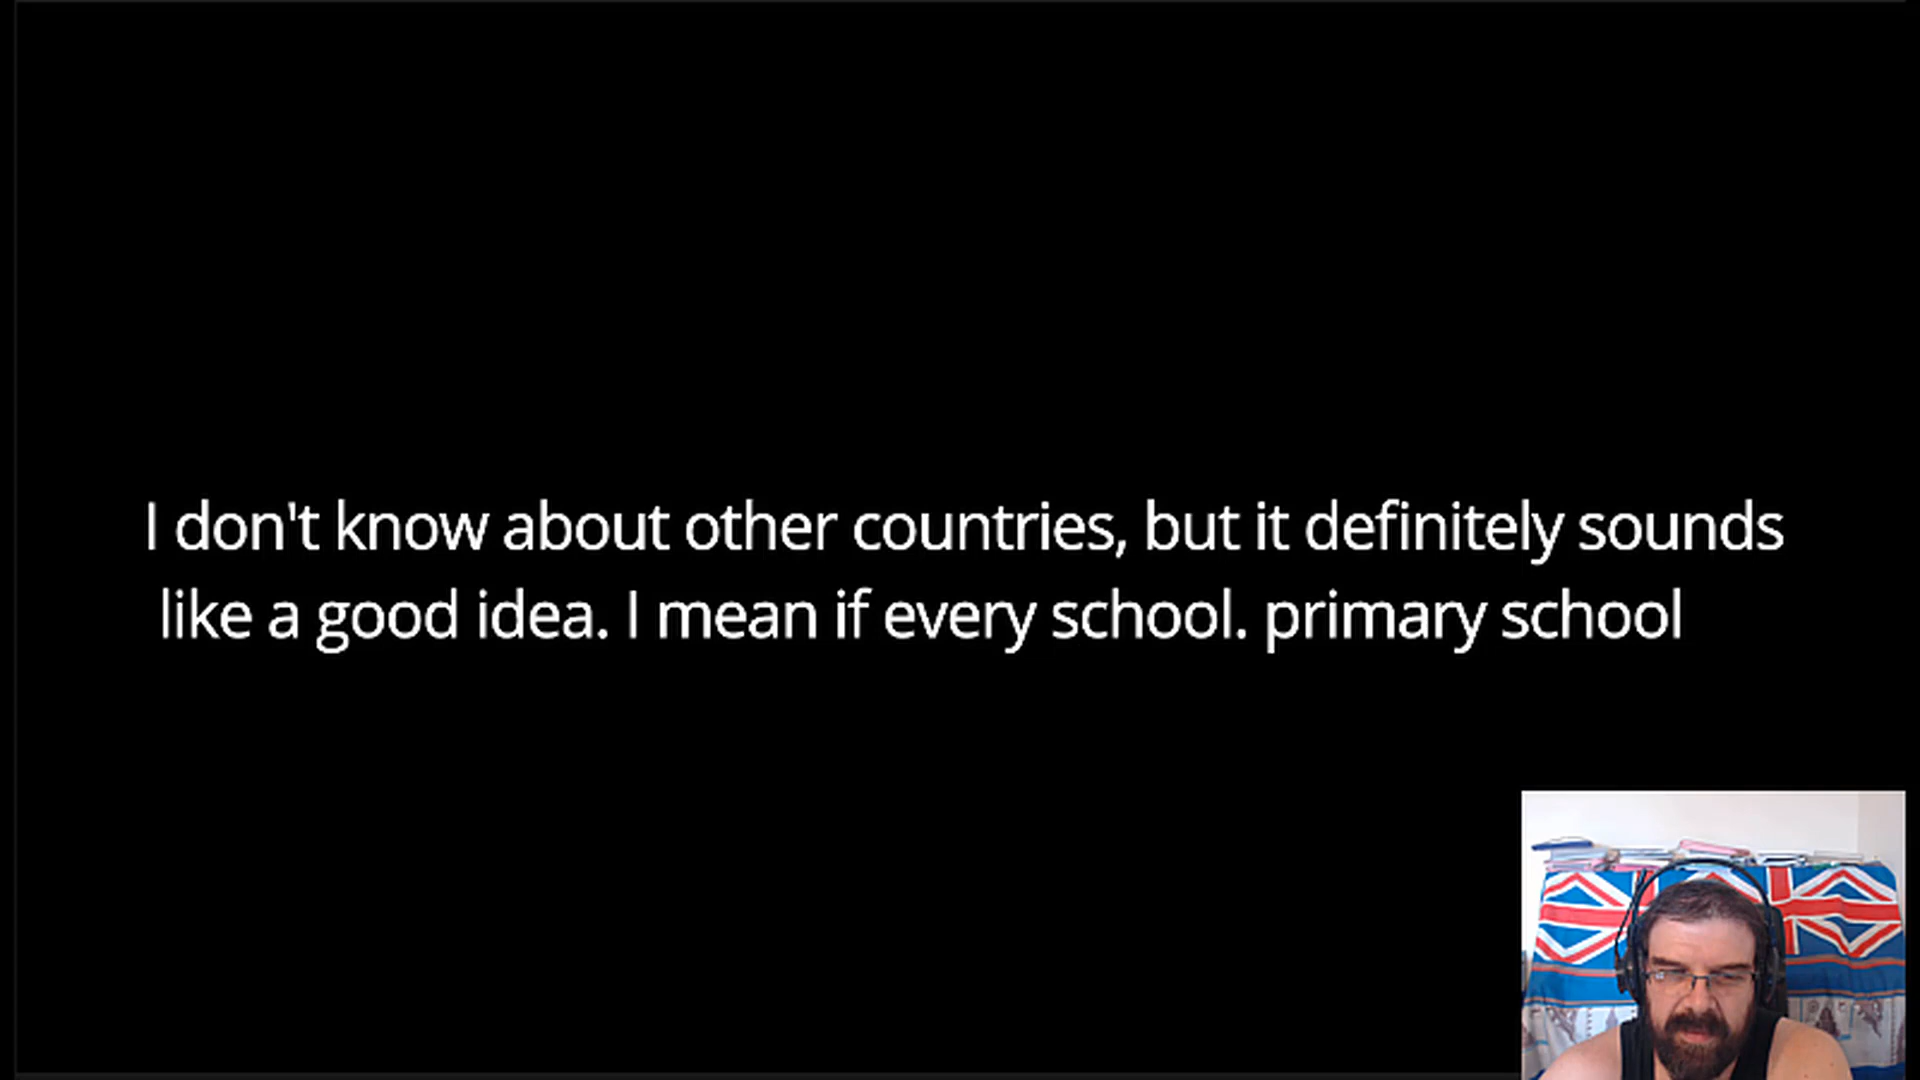 I don't know about other countries, but it definitely sounds
like a good idea. I mean if every school. primary school